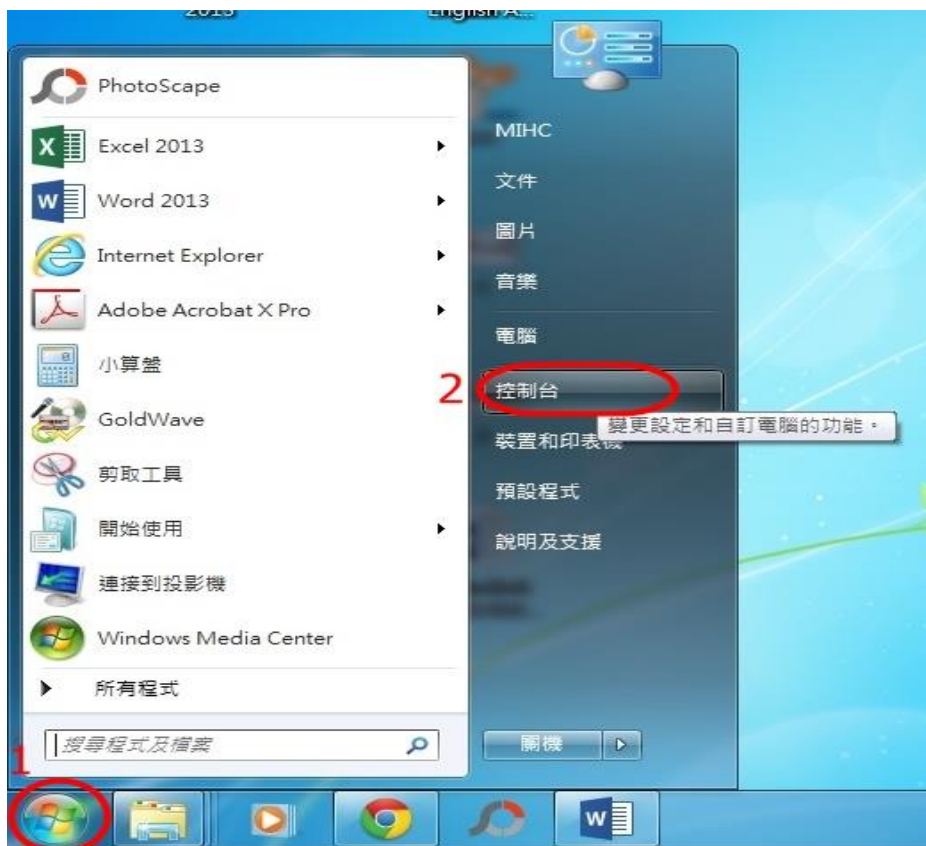 2013
English A...
PhotoScape
Excel 2013
Word 2013
Internet Explorer
Adobe Acrobat X Pro
小算盤
GoldWave
剪取工具
開始使用
連接到投影機
Windows Media Center
所有程式
搜尋程式及檔案
MIHC
文件
圖片
音樂
電腦
2
控制台
變更設定和自訂電腦的功能。
裝置和印表機
預設程式
說明及支援
關機
1